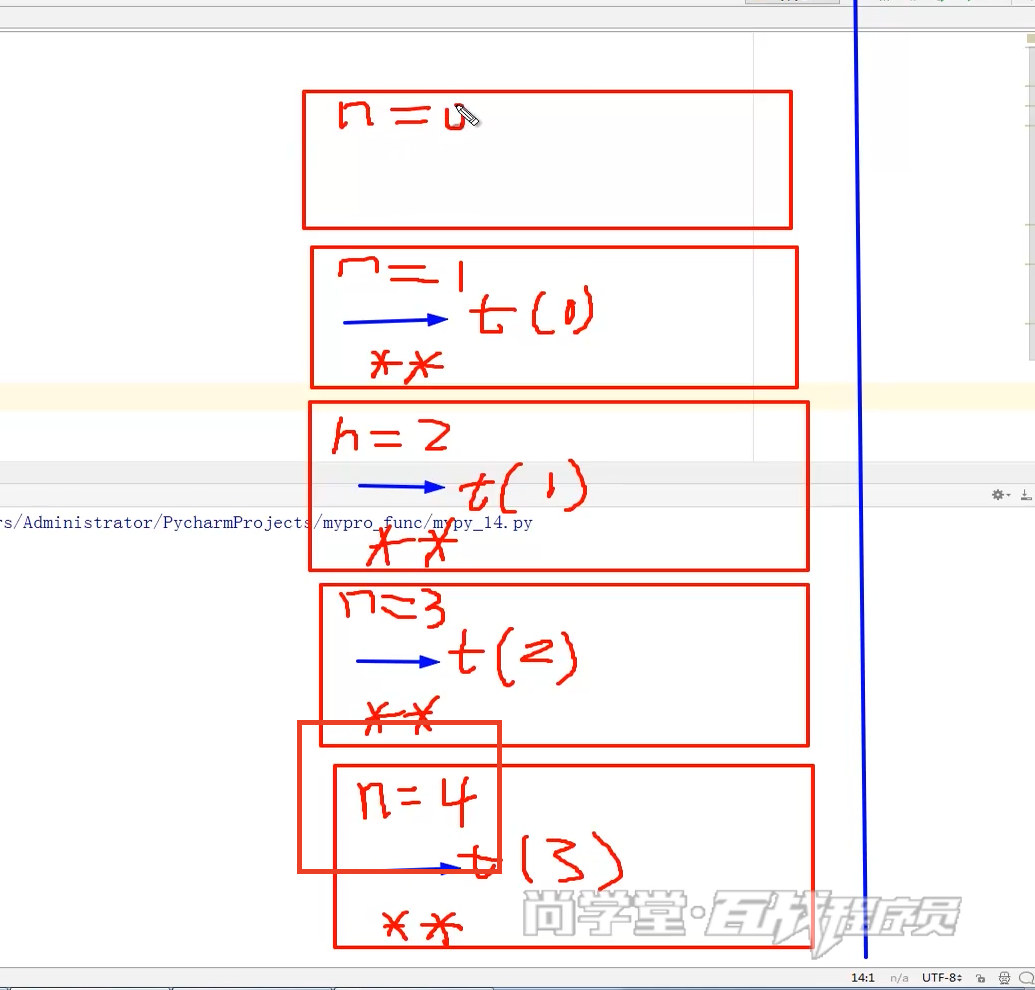 n=0
n=1
t(0)
**
n=2
t(1)
rs/Administrator/PycharmProjects/mypro_func/mypy_14.py
**
n=3
t(2)
**
n=4
t(3)
尚学堂·百战程序员
**
14:1 n/a UTF-8